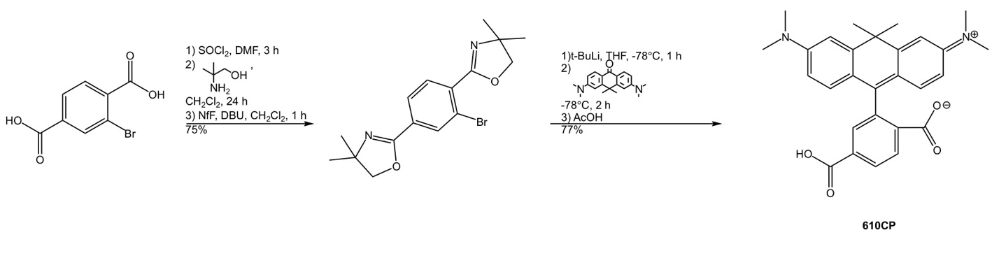 HO
O
O
OH
Br
1) SOCl2, DMF, 3 h
2)
OH ,
NH2
CH2Cl2, 24 h
3) NfF, DBU, CH2Cl2, 1 h
75%
N
O
Br
N
O
1)t-BuLi, THF, -78°C, 1 h
2)
O
N
N
-78°C, 2 h
3) AcOH
77%
N
N⊕
O⊖
O
HO
O
610CP